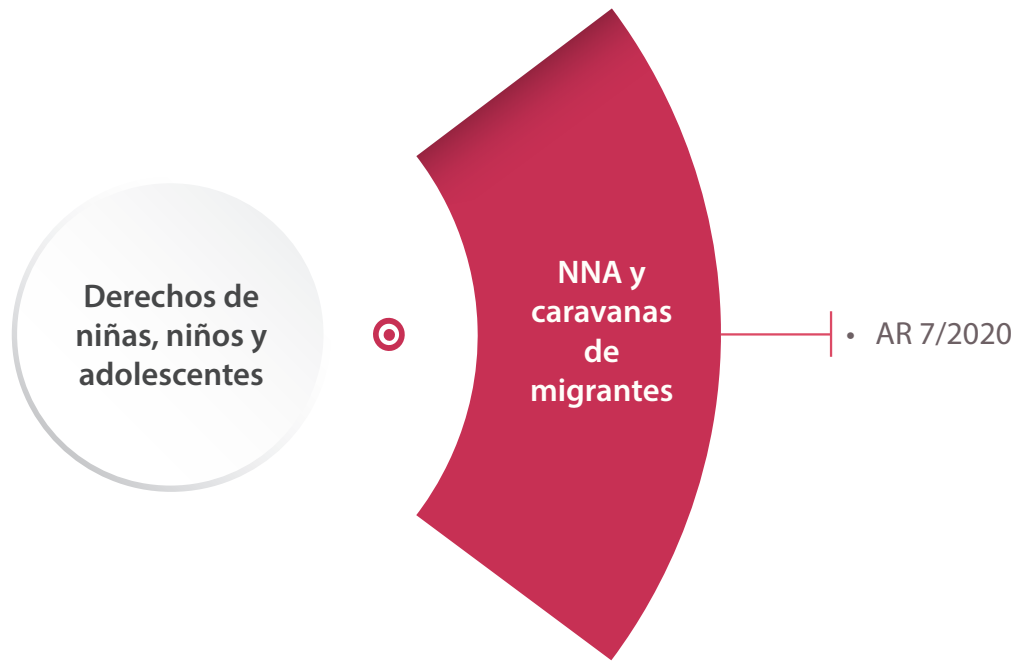 Derechos de
niñas, niños y
adolescentes
NNA y
caravanas
de
migrantes
• AR 7/2020